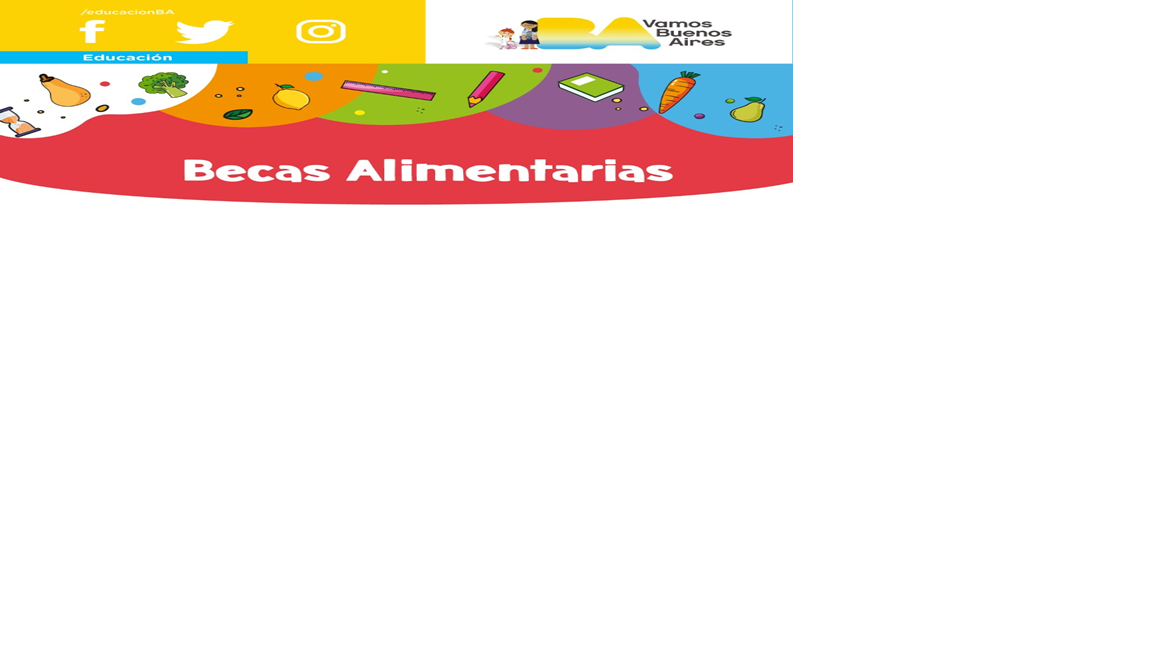 /educacionBA
Educación
BA
Vamos
Buenos
Aires
Becas Alimentarias